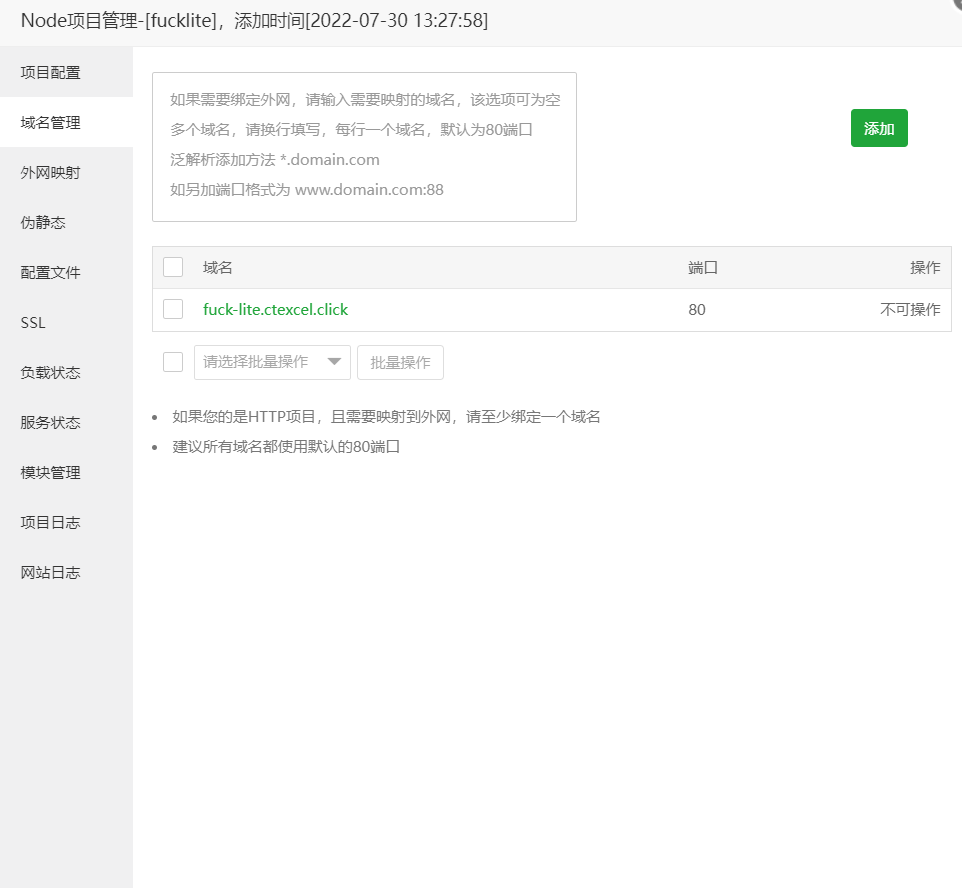 Node项目管理-[fucklite]，添加时间[2022-07-30 13:27:58]
项目配置
域名管理
外网映射
伪静态
配置文件
SSL
负载状态
服务状态
模块管理
项目日志
网站日志
如果需要绑定外网，请输入需要映射的域名，该选项可为空
多个域名，请换行填写，每行一个域名，默认为80端口
泛解析添加方法 *.domain.com
如另加端口格式为 www.domain.com:88
添加
域名 端口 操作
fuck-lite.ctexcel.click 80 不可操作
请选择批量操作 批量操作
如果您的是HTTP项目，且需要映射到外网，请至少绑定一个域名
建议所有域名都使用默认的80端口